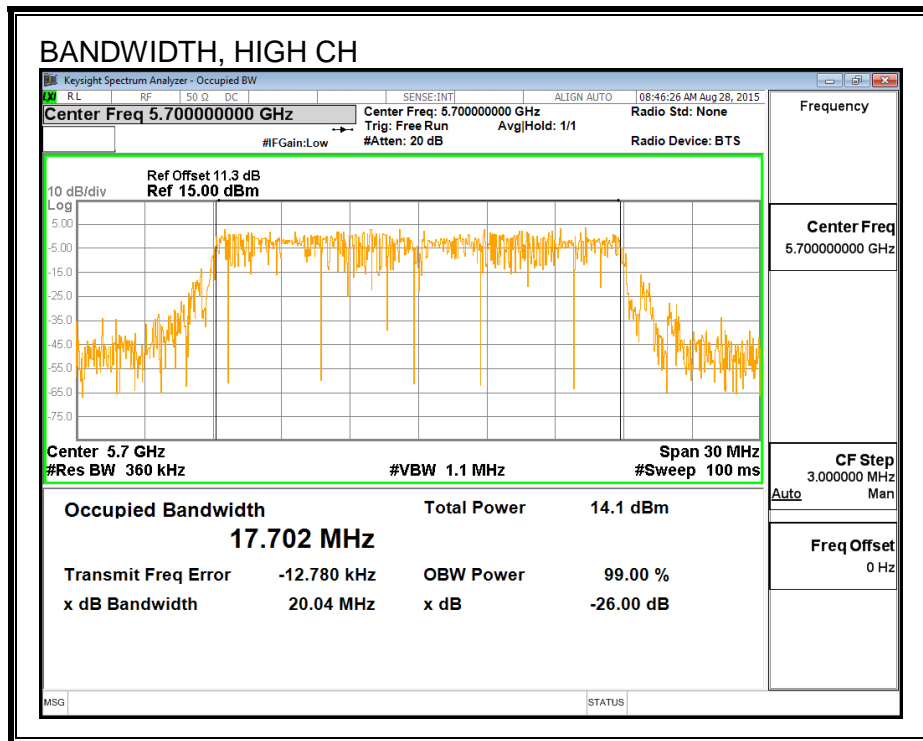 BANDWIDTH, HIGH CH
Keysight Spectrum Analyzer - Occupied BW
LXI RL RF 50 Ω DC SENSE:INT ALIGN AUTO 08:46:26 AM Aug 28, 2015
Center Freq 5.700000000 GHz
Center Freq: 5.700000000 GHz
Radio Std: None
Trig: Free Run Avg|Hold: 1/1
#IFGain:Low
#Atten: 20 dB
Radio Device: BTS
Ref Offset 11.3 dB
10 dB/div Ref 15.00 dBm
Log
5.00
-5.00
-15.0
-25.0
-35.0
-45.0
-55.0
-65.0
-75.0
Center 5.7 GHz Span 30 MHz
#Res BW 360 kHz #VBW 1.1 MHz #Sweep 100 ms
Occupied Bandwidth Total Power 14.1 dBm
17.702 MHz
Transmit Freq Error -12.780 kHz OBW Power 99.00 %
x dB Bandwidth 20.04 MHz x dB -26.00 dB
MSG STATUS
Frequency
Center Freq
5.700000000 GHz
CF Step
3.000000 MHz
Auto Man
Freq Offset
0 Hz